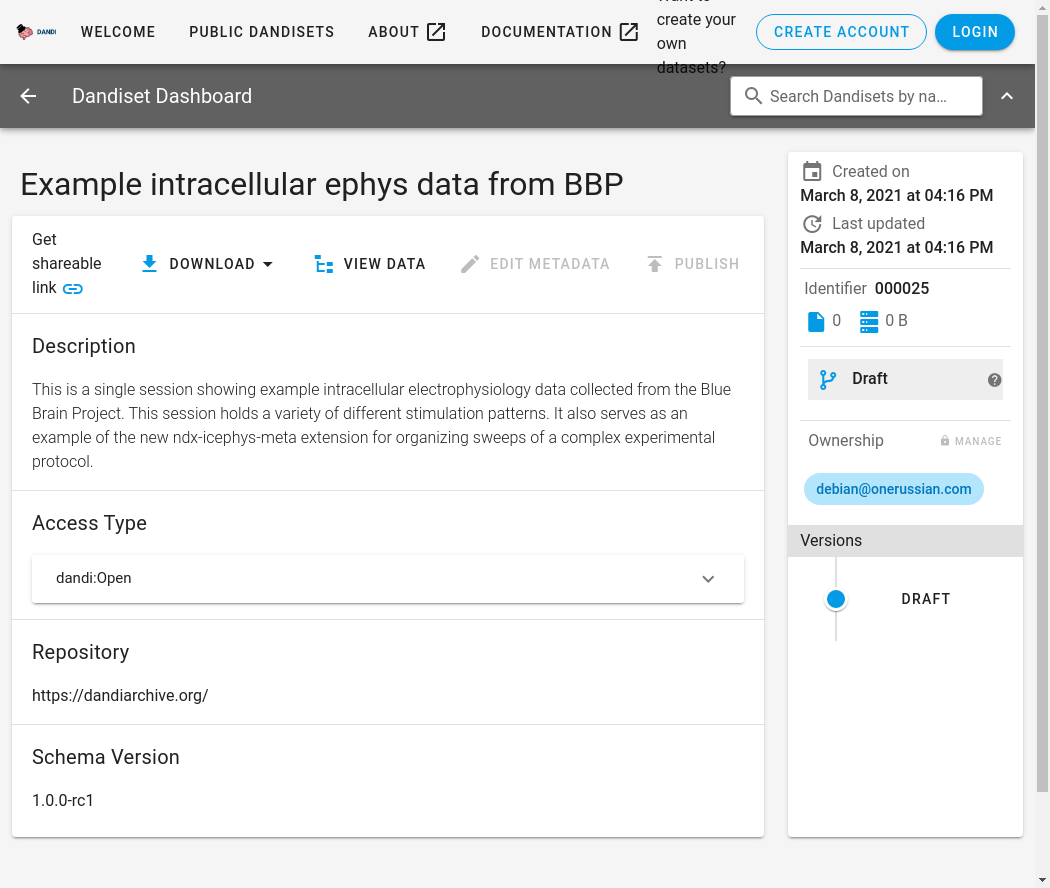 DANDI
WELCOME
PUBLIC DANDISETS
ABOUT
DOCUMENTATION
create your
own
datasets?
CREATE ACCOUNT
LOGIN
Dandiset Dashboard
Search Dandisets by na…
Example intracellular ephys data from BBP
Get
shareable
link
DOWNLOAD
VIEW DATA
EDIT METADATA
PUBLISH
Description
This is a single session showing example intracellular electrophysiology data collected from the Blue
Brain Project. This session holds a variety of different stimulation patterns. It also serves as an
example of the new ndx-icephys-meta extension for organizing sweeps of a complex experimental
protocol.
Access Type
dandi:Open
Repository
https://dandiarchive.org/
Schema Version
1.0.0-rc1
Created on
March 8, 2021 at 04:16 PM
Last updated
March 8, 2021 at 04:16 PM
Identifier 000025
0
0 B
Draft
Ownership
MANAGE
debian@onerussian.com
Versions
DRAFT